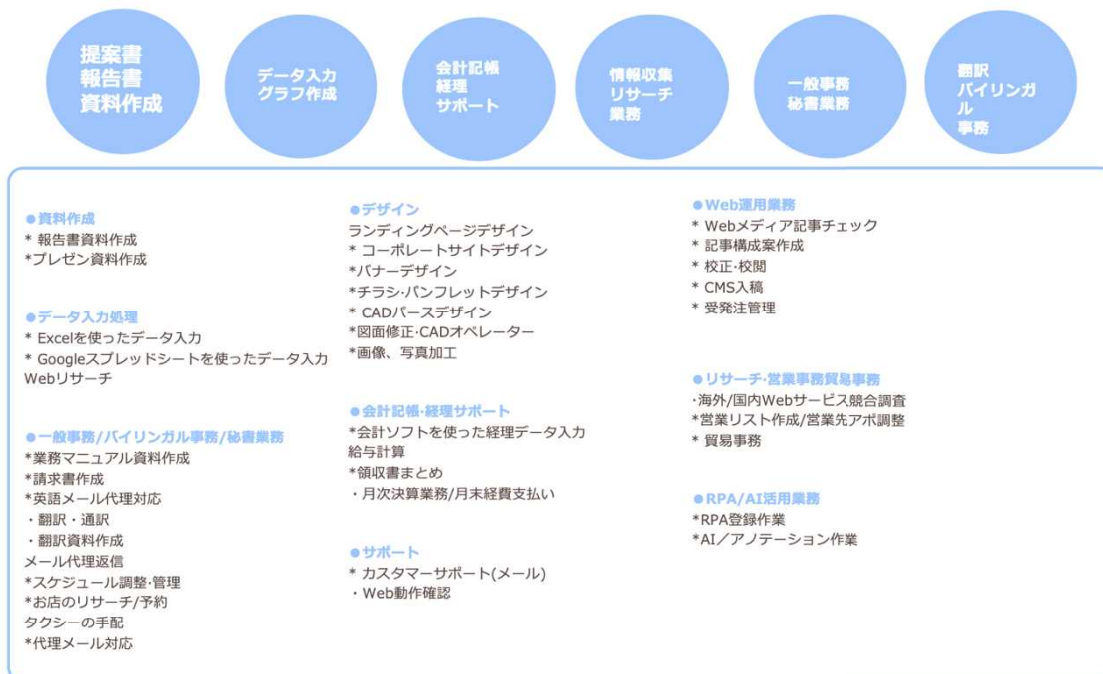 提案書
報告書
資料作成
データ入力
グラフ作成
会計記帳
経理
サポート
情報収集
リサーチ
業務
一般事務
秘書業務
翻訳
バイリンガ
ル
事務
●資料作成
* 報告書資料作成
*プレゼン資料作成
●データ入力処理
* Excelを使ったデータ入力
* Googleスプレッドシートを使ったデータ入力
Webリサーチ
●一般事務/バイリンガル事務/秘書業務
*業務マニュアル資料作成
*請求書作成
*英語メール代理対応
・翻訳・通訳
・翻訳資料作成
メール代理返信
*スケジュール調整·管理
*お店のリサーチ/予約
タクシーの手配
*代理メール対応
●デザイン
ランディングページデザイン
* コーポレートサイトデザイン
*バナーデザイン
*チラシ·パンフレットデザイン
* CADパースデザイン
*図面修正·CADオペレーター
*画像、写真加工
●会計記帳·経理サポート
*会計ソフトを使った経理データ入力
給与計算
*領収書まとめ
・月次決算業務/月末経費支払い
●サポート
* カスタマーサポート(メール)
・Web動作確認
●Web運用業務
* Webメディア記事チェック
* 記事構成案作成
* 校正·校閲
* CMS入稿
* 受発注管理
●リサーチ·営業事務貿易事務
·海外/国内Webサービス競合調査
*営業リスト作成/営業先アポ調整
* 貿易事務
●RPA/AI活用業務
*RPA登録作業
*AI／アノテーション作業